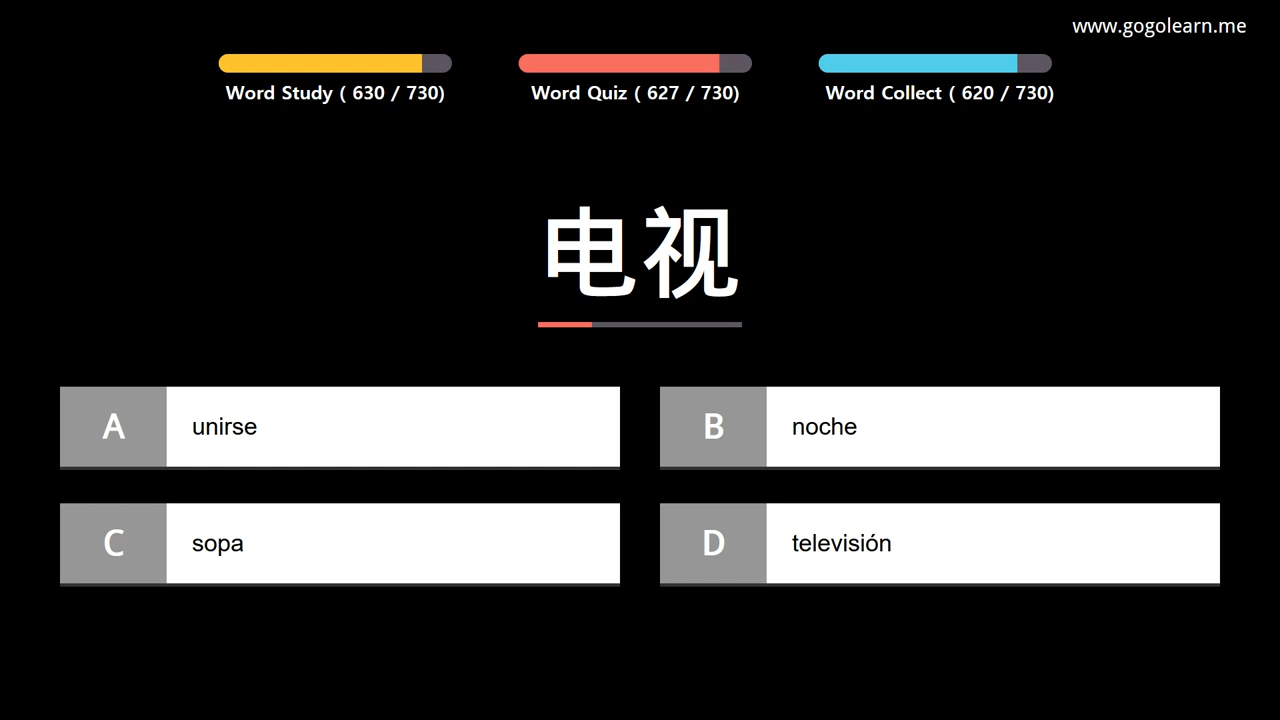 www.gogolearn.me
Word Study ( 630 / 730)
Word Quiz ( 627 / 730)
Word Collect ( 620 / 730)
电视
A unirse
B noche
C sopa
D televisión